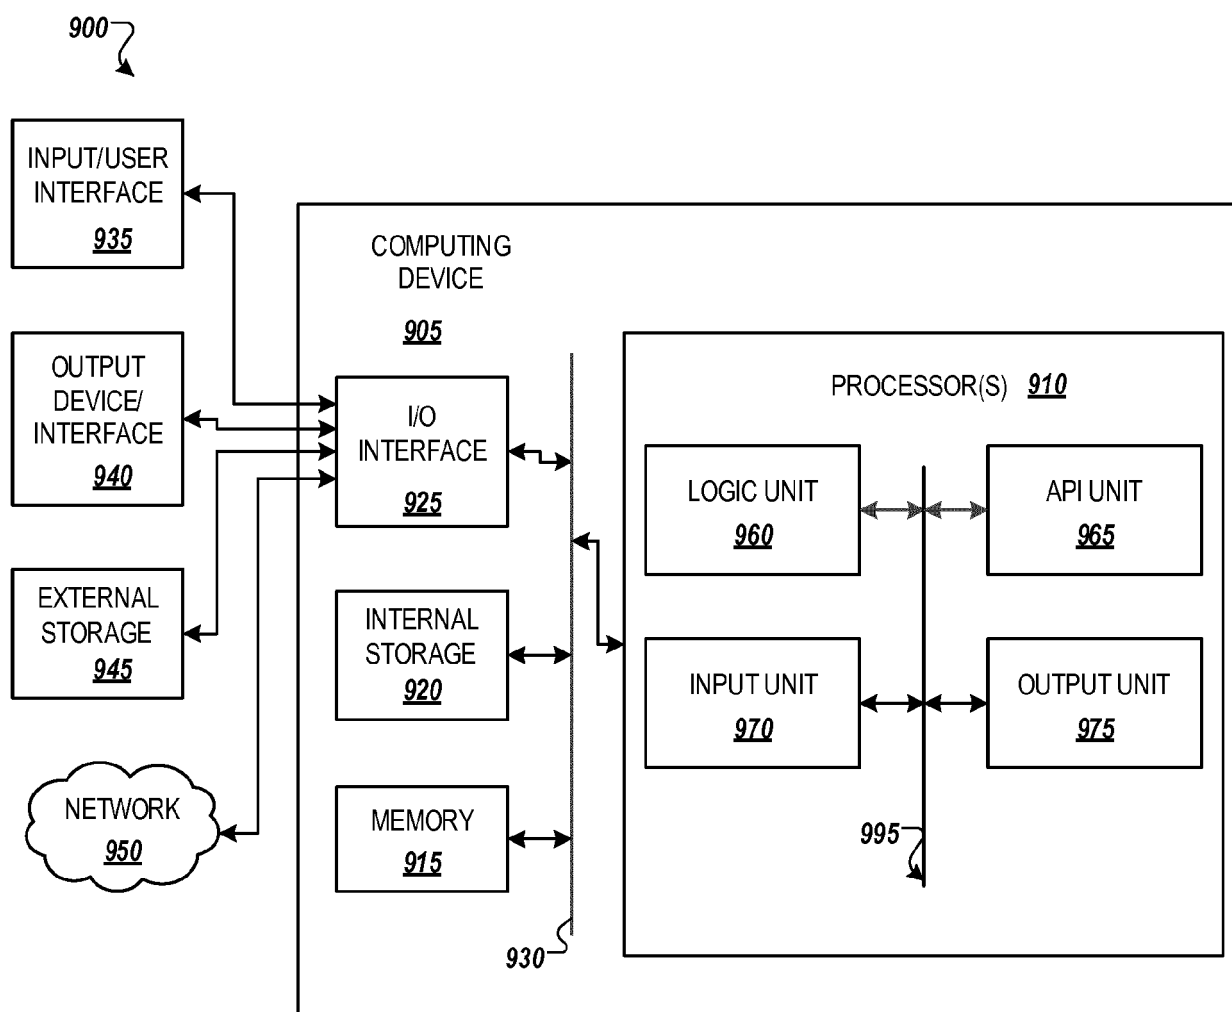 900
INPUT/USER
INTERFACE
935
OUTPUT
DEVICE/
INTERFACE
940
EXTERNAL
STORAGE
945
NETWORK
950
COMPUTING
DEVICE
905
I/O
INTERFACE
925
INTERNAL
STORAGE
920
MEMORY
915
930
PROCESSOR(S) 910
LOGIC UNIT
960
API UNIT
965
INPUT UNIT
970
OUTPUT UNIT
975
995